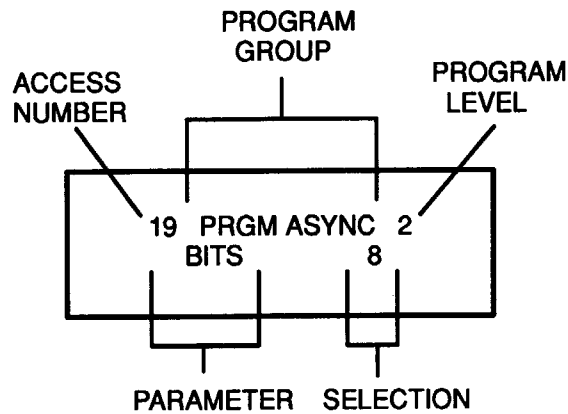 PROGRAM
GROUP
ACCESS
NUMBER
PROGRAM
LEVEL
19 PRGM ASYNC 2
BITS 8
PARAMETER SELECTION